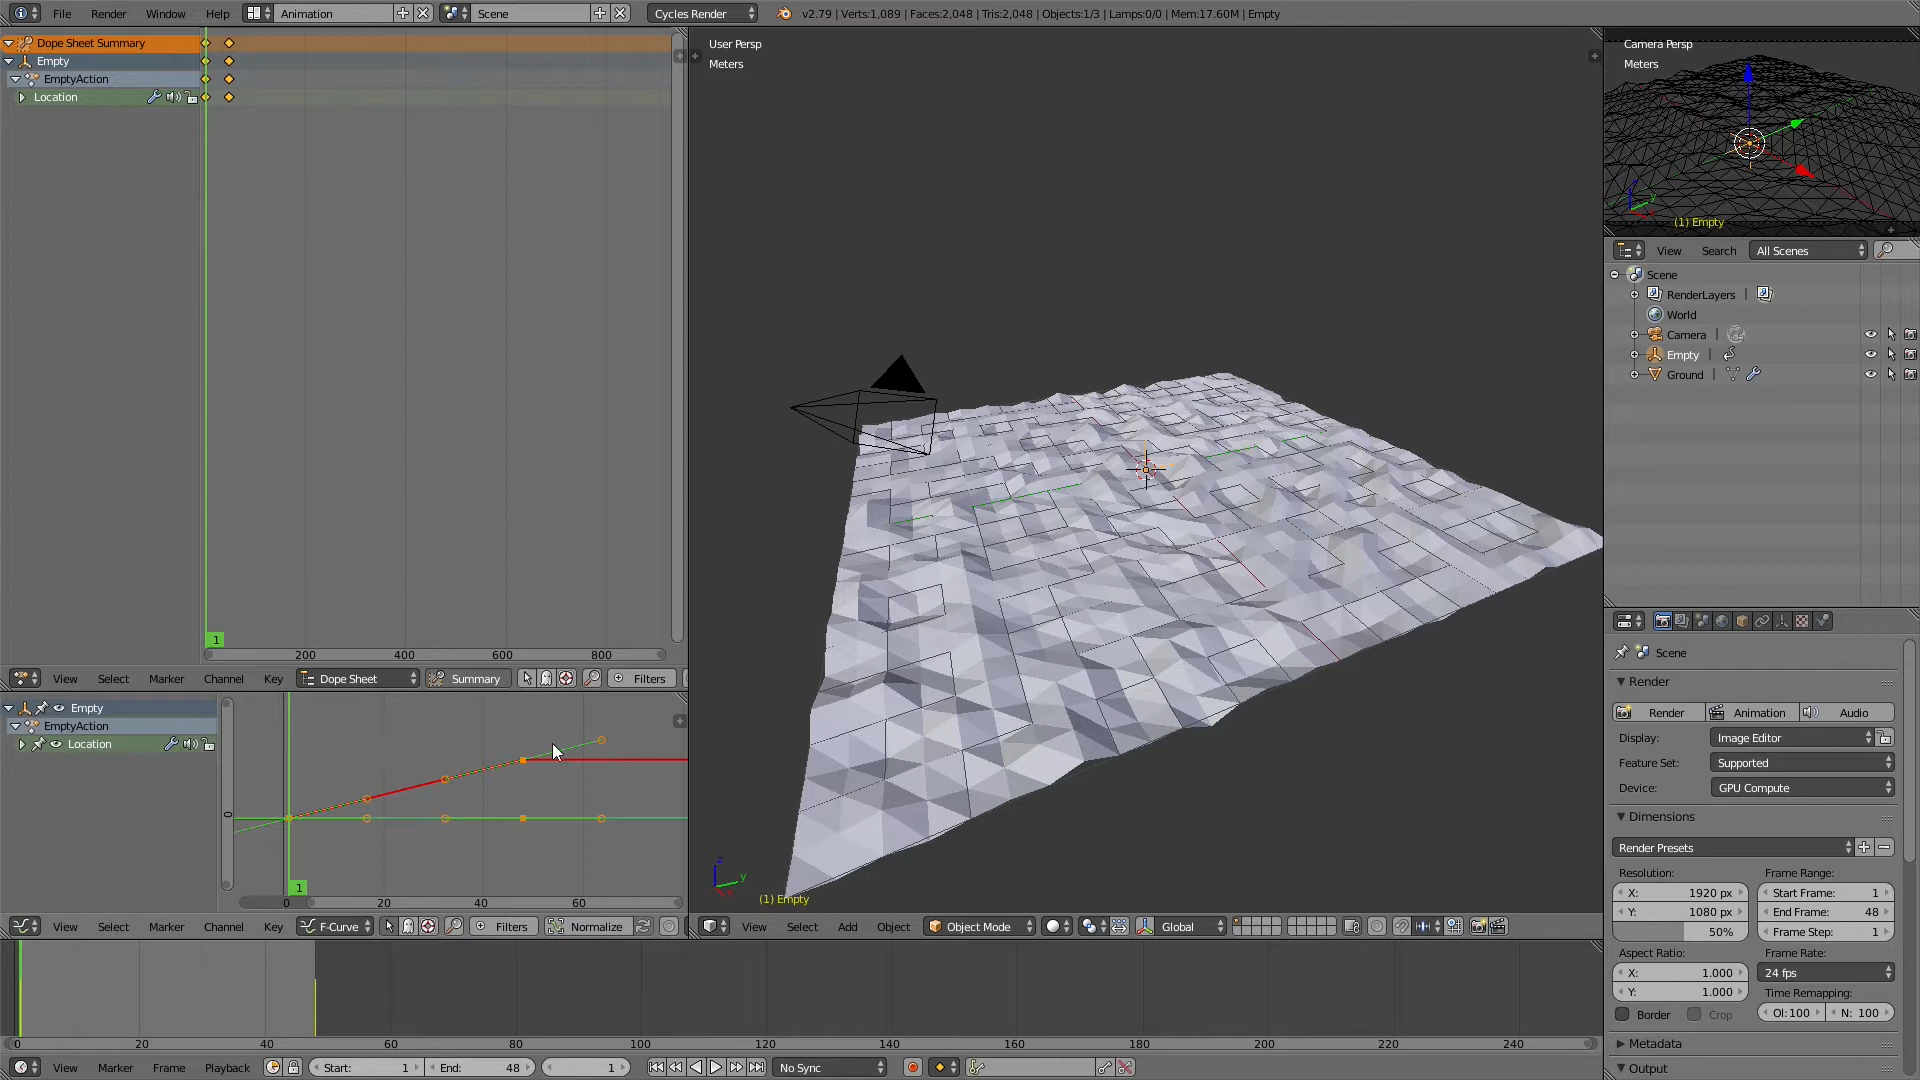 File Render Window Help Animation Scene Cycles Render v2.79 | Verts:1,089 | Faces:2,048 | Tris:2,048 | Objects:1/3 | Lamps:0/0 | Mem:17.60M | Empty
Dope Sheet Summary
Empty
EmptyAction
Location
1
200 400 600 800
View Select Marker Channel Key Dope Sheet Summary Filters
Empty
EmptyAction
Location
0
1
0 20 40 60
View Select Marker Channel Key F-Curve Filters Normalize
User Persp
Meters
z
y
(1) Empty
View Select Add Object Object Mode Global
Camera Persp
Meters
y
(1) Empty
View Search All Scenes
Scene
RenderLayers |
World
Camera |
Empty |
Ground |
Scene
Render
Render Animation Audio
Display: Image Editor
Feature Set: Supported
Device: GPU Compute
Dimensions
Render Presets
Resolution: Frame Range:
X: 1920 px Start Frame: 1
Y: 1080 px End Frame: 48
50% Frame Step: 1
Aspect Ratio: Frame Rate:
X: 1.000 24 fps
Y: 1.000 Time Remapping:
Border Crop Ol:100 N: 100
Metadata
Output
0 20 40 60 80 100 120 140 160 180 200 220 240
View Marker Frame Playback Start: 1 End: 48 1 No Sync